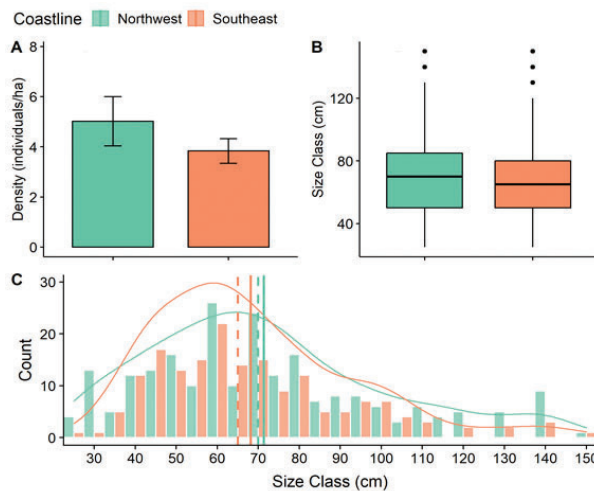 Coastline Northwest Southeast
A
B
Density (individuals/ha)
8
6
4
2
0
Size Class (cm)
120
80
40
C
Count
30
20
10
0
30 40 50 60 70 80 90 100 110 120 130 140 150
Size Class (cm)